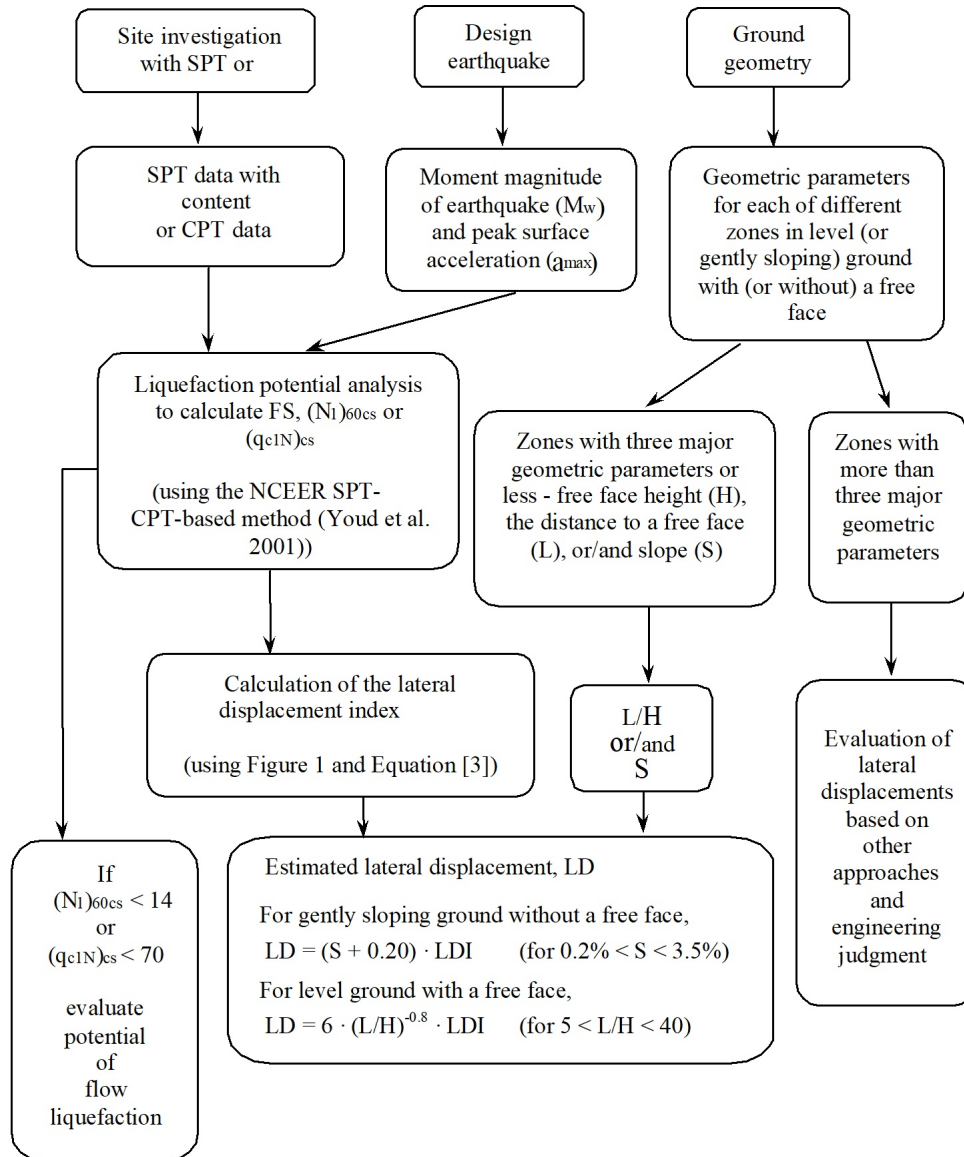 Site investigation
with SPT or
Design
earthquake
Ground
geometry
SPT data with
content
or CPT data
Moment magnitude
of earthquake (Mw)
and peak surface
acceleration (amax)
Geometric parameters
for each of different
zones in level (or
gently sloping) ground
with (or without) a free
face
Liquefaction potential analysis
to calculate FS, (N1)60cs or
(qc1N)cs
(using the NCEER SPT-
CPT-based method (Youd et al.
2001))
Zones with three major
geometric parameters or
less - free face height (H),
the distance to a free face
(L), or/and slope (S)
Zones with
more than
three major
geometric
parameters
Calculation of the lateral
displacement index
(using Figure 1 and Equation [3])
L/H
or/and
S
Evaluation of
lateral
displacements
based on
other
approaches
and
engineering
judgment
If
(N1)60cs < 14
or
(qc1N)cs < 70
evaluate
potential
of
flow
liquefaction
Estimated lateral displacement, LD
For gently sloping ground without a free face,
LD = (S + 0.20) · LDI (for 0.2% < S < 3.5%)
For level ground with a free face,
LD = 6 · (L/H)^-0.8 · LDI (for 5 < L/H < 40)